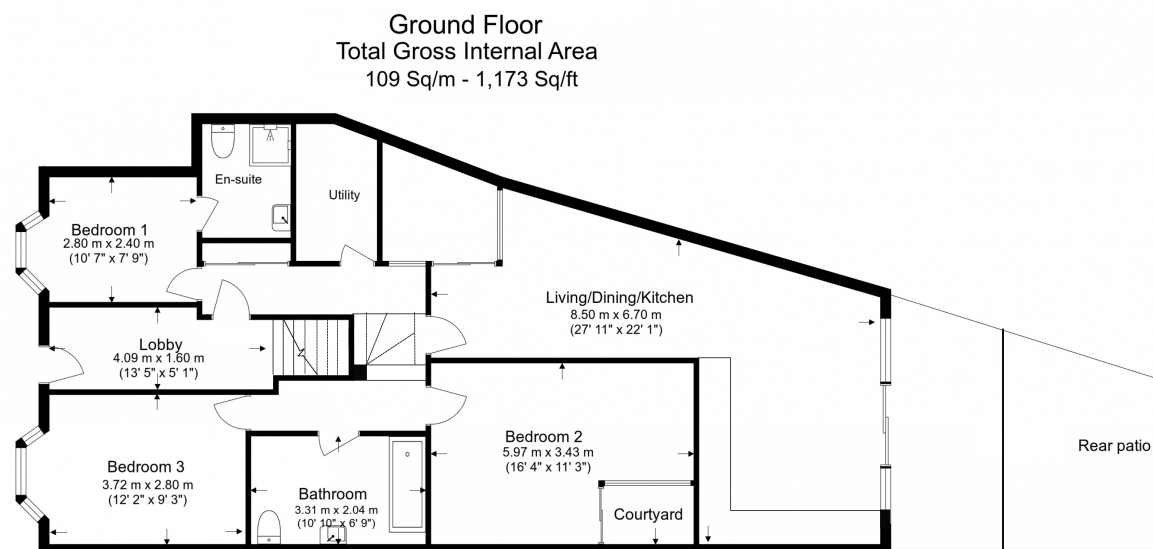 Ground Floor
Total Gross Internal Area
109 Sq/m - 1,173 Sq/ft
En-suite
Utility
Bedroom 1
2.80 m x 2.40 m
(10' 7" x 7' 9")
Living/Dining/Kitchen
8.50 m x 6.70 m
(27' 11" x 22' 1")
Lobby
4.09 m x 1.60 m
(13' 5" x 5' 1")
Bedroom 2
5.97 m x 3.43 m
(16' 4" x 11' 3")
Rear patio
Bedroom 3
3.72 m x 2.80 m
(12' 2" x 9' 3")
Bathroom
3.31 m x 2.04 m
(10' 10" x 6' 9")
Courtyard